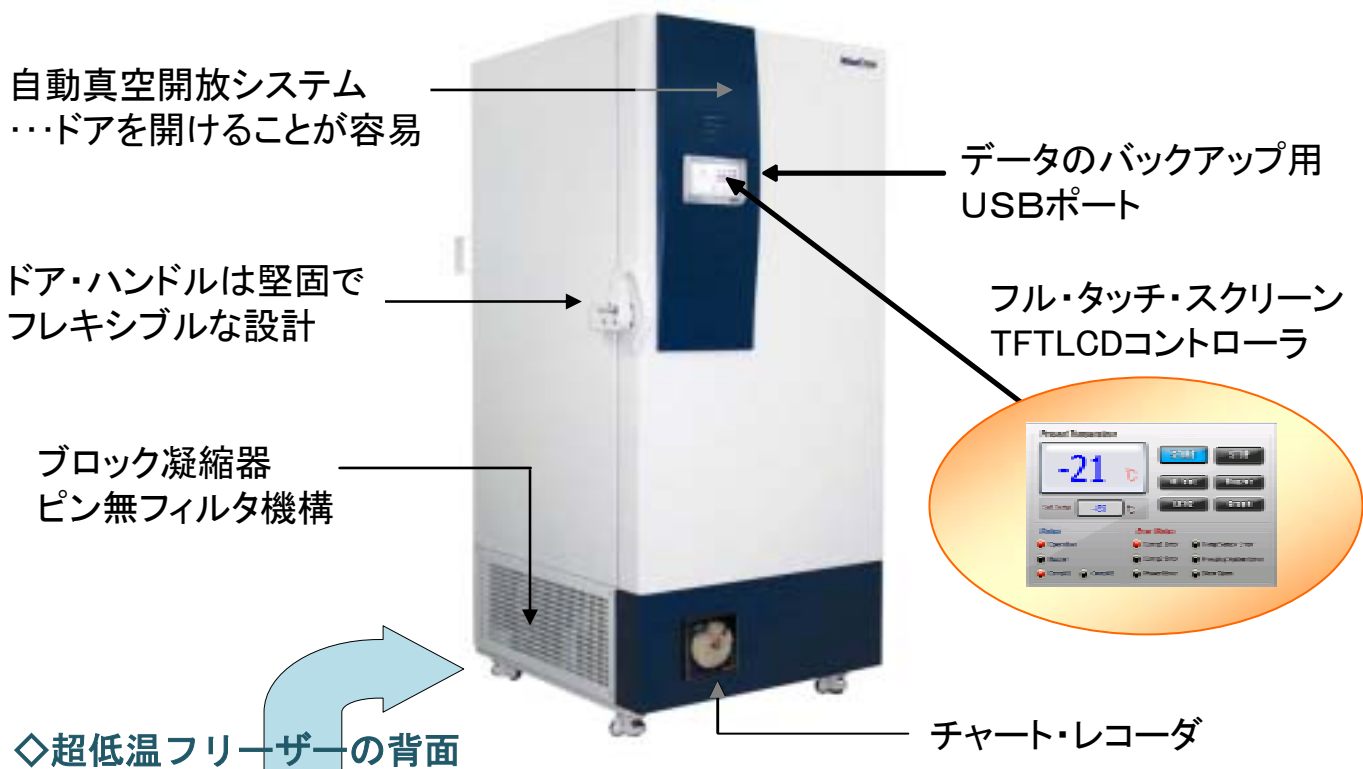 自動真空開放システム
･･･ドアを開けることが容易
データのバックアップ用
USBポート
ドア・ハンドルは堅固で
フレキシブルな設計
フル・タッチ・スクリーン
TFTLCDコントローラ
Present Temperature
-21 ℃
ブロック凝縮器
ピン無フィルタ機構
チャート・レコーダ
◇超低温フリーザーの背面